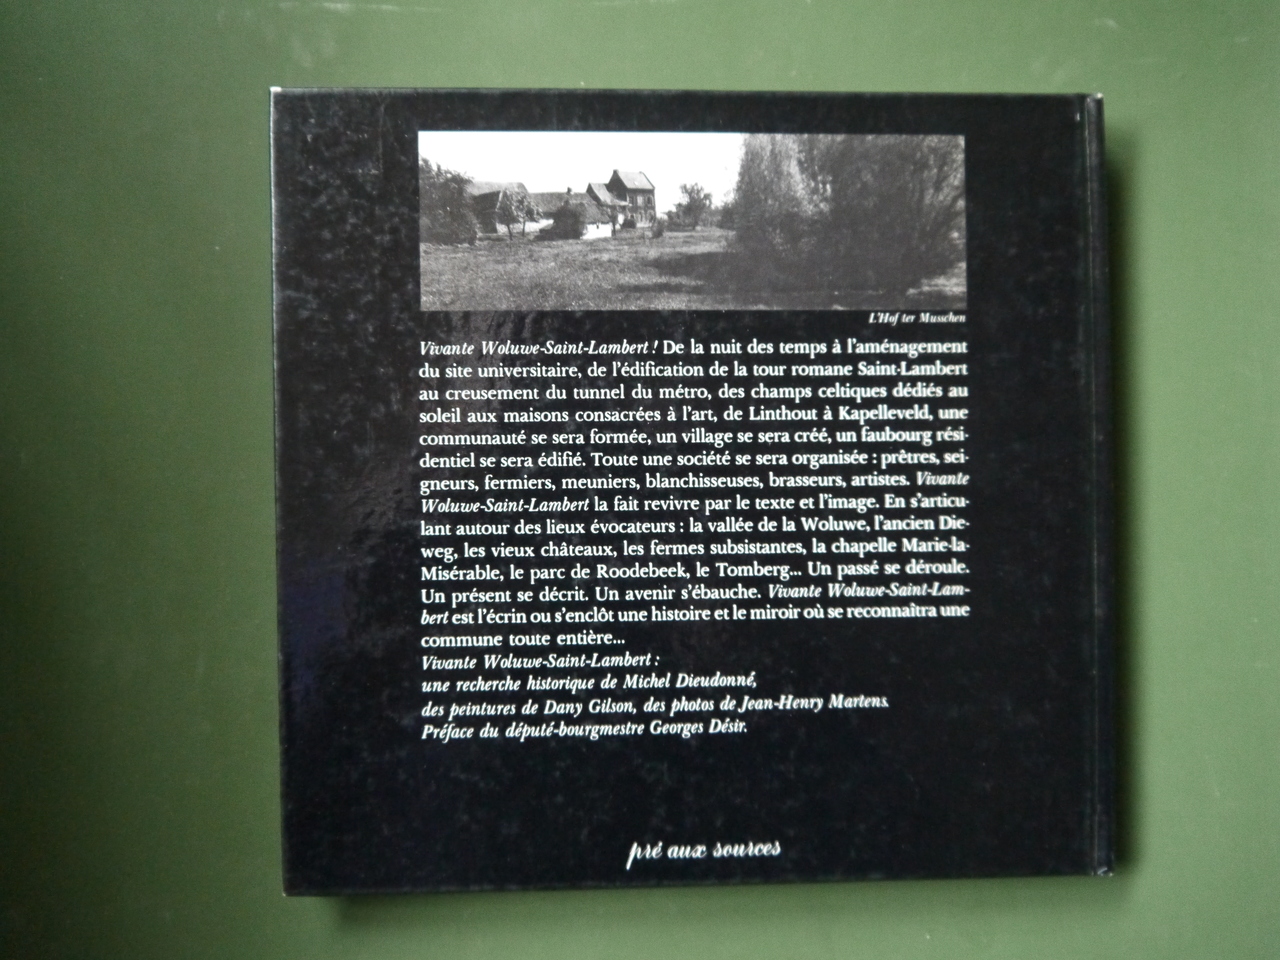 L'Hof ter Musschen
Vivante Woluwe-Saint-Lambert ! De la nuit des temps à l'aménagement
du site universitaire, de l'édification de la tour romane Saint-Lambert
au creusement du tunnel du métro, des champs celtiques dédiés au
soleil aux maisons consacrées à l'art, de Linthout à Kapelleveld, une
communauté se sera formée, un village se sera créé, un faubourg rési-
dentiel se sera édifié. Toute une société se sera organisée : prêtres, sei-
gneurs, fermiers, meuniers, blanchisseuses, brasseurs, artistes. Vivante
Woluwe-Saint-Lambert la fait revivre par le texte et l'image. En s'articu-
lant autour des lieux évocateurs : la vallée de la Woluwe, l'ancien Die-
weg, les vieux châteaux, les fermes subsistantes, la chapelle Marie-la-
Misérable, le parc de Roodebeek, le Tomberg... Un passé se déroule.
Un présent se décrit. Un avenir s'ébauche. Vivante Woluwe-Saint-Lam-
bert est l'écrin ou s'enclôt une histoire et le miroir où se reconnaîtra une
commune toute entière...
Vivante Woluwe-Saint-Lambert :
une recherche historique de Michel Dieudonné,
des peintures de Dany Gilson, des photos de Jean-Henry Martens.
Préface du député-bourgmestre Georges Désir.
pré aux sources